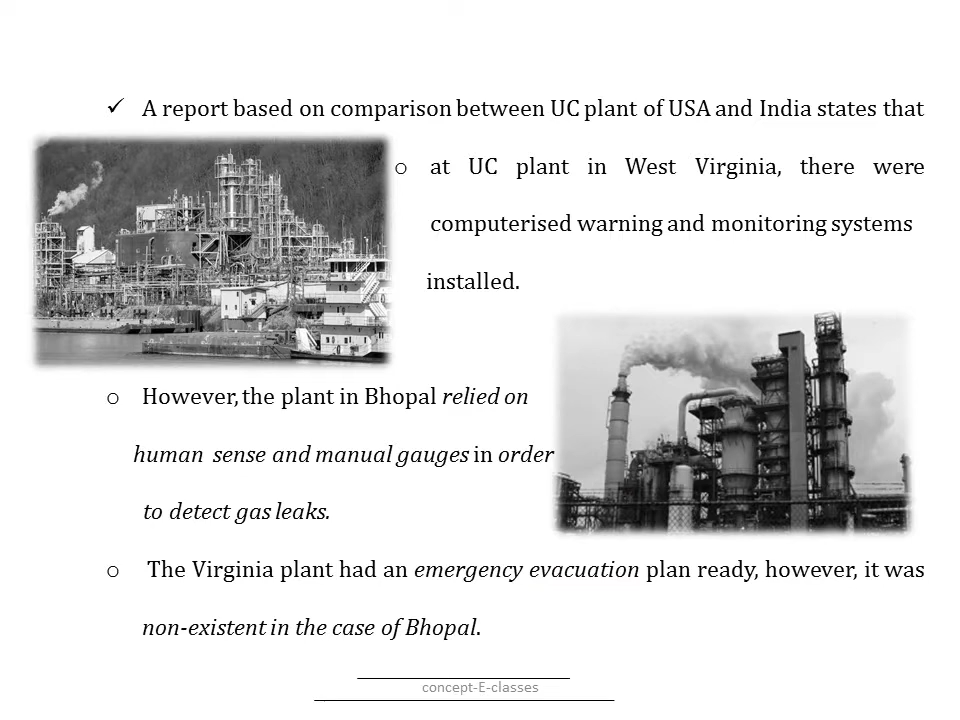 ✓ A report based on comparison between UC plant of USA and India states that
o at UC plant in West Virginia, there were
computerised warning and monitoring systems
installed.
o However, the plant in Bhopal relied on
human sense and manual gauges in order
to detect gas leaks.
o The Virginia plant had an emergency evacuation plan ready, however, it was
non-existent in the case of Bhopal.
concept-E-classes